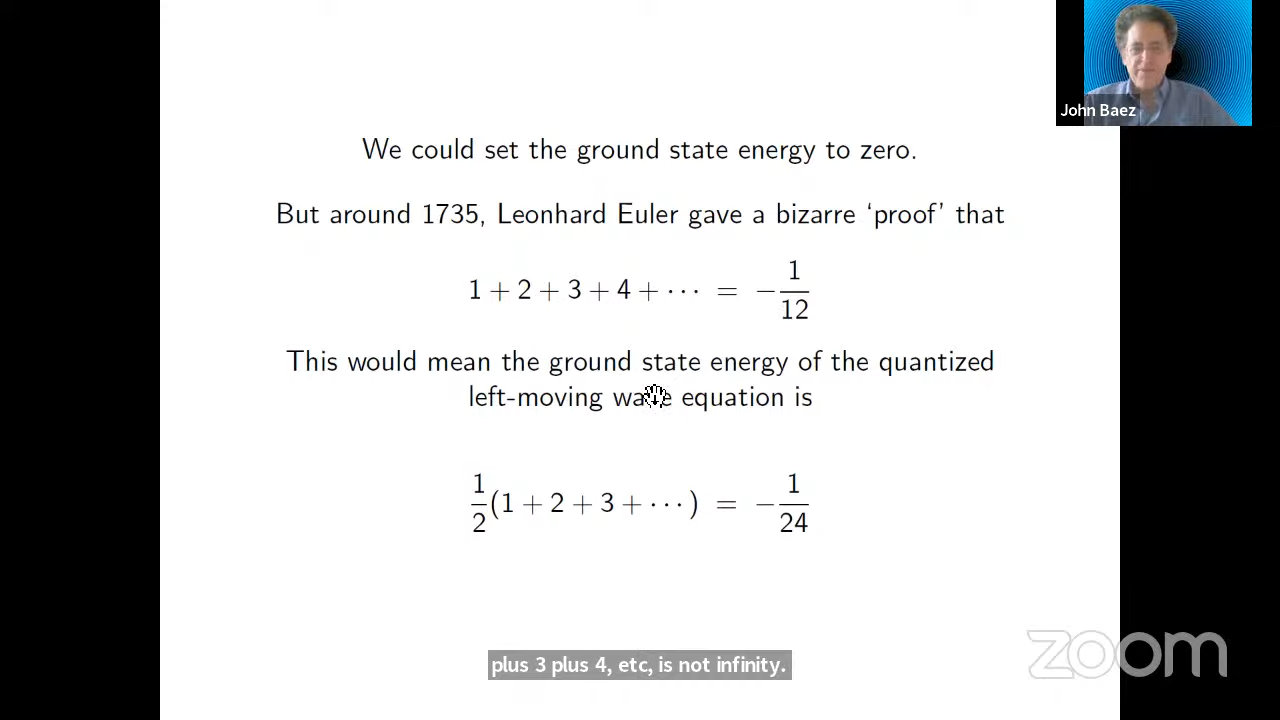 John Baez
We could set the ground state energy to zero.
But around 1735, Leonhard Euler gave a bizarre ‘proof’ that
1 + 2 + 3 + 4 + ⋯ = −1/12
This would mean the ground state energy of the quantized
left-moving wave equation is
1/2(1 + 2 + 3 + ⋯) = −1/24
plus 3 plus 4, etc, is not infinity.
zoom